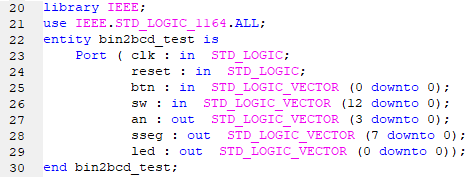 20 library IEEE;
21 use IEEE.STD_LOGIC_1164.ALL;
22 entity bin2bcd_test is
23     Port ( clk : in  STD_LOGIC;
24            reset : in  STD_LOGIC;
25            btn : in  STD_LOGIC_VECTOR (0 downto 0);
26            sw : in  STD_LOGIC_VECTOR (12 downto 0);
27            an : out  STD_LOGIC_VECTOR (3 downto 0);
28            sseg : out  STD_LOGIC_VECTOR (7 downto 0);
29            led : out  STD_LOGIC_VECTOR (0 downto 0));
30 end bin2bcd_test;